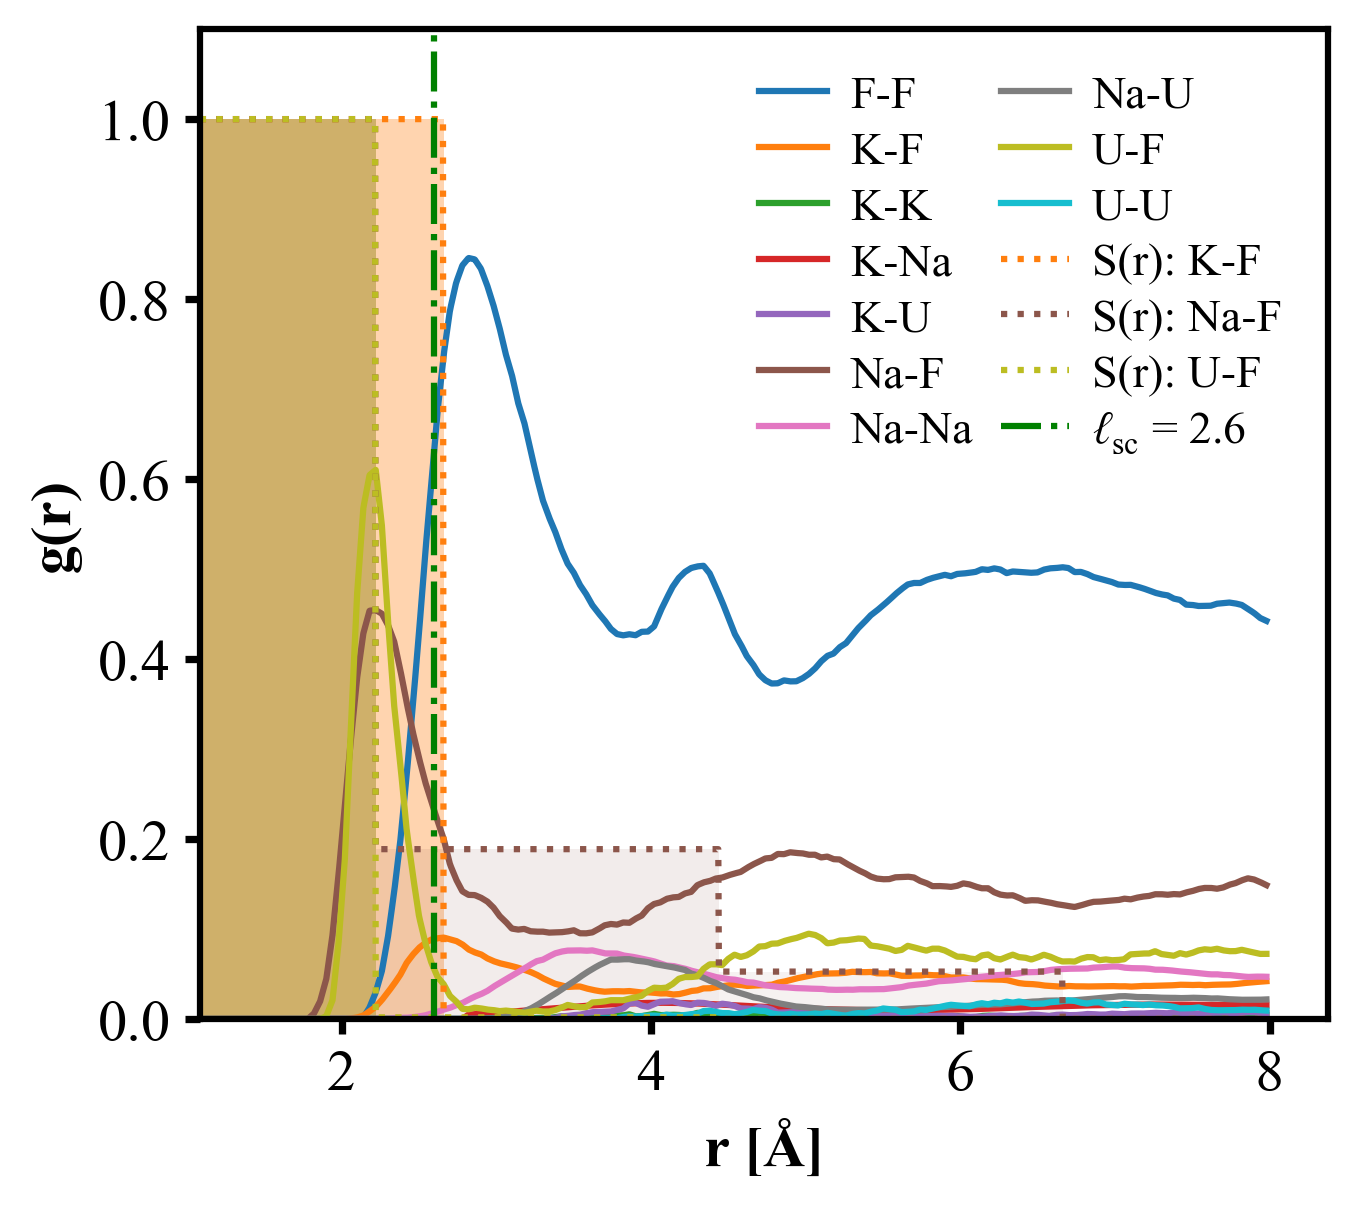 g(r)
1.0
0.8
0.6
0.4
0.2
0.0
2 4 6 8
r [Å]
F-F
K-F
K-K
K-Na
K-U
Na-F
Na-Na
Na-U
U-F
U-U
S(r): K-F
S(r): Na-F
S(r): U-F
ℓsc = 2.6